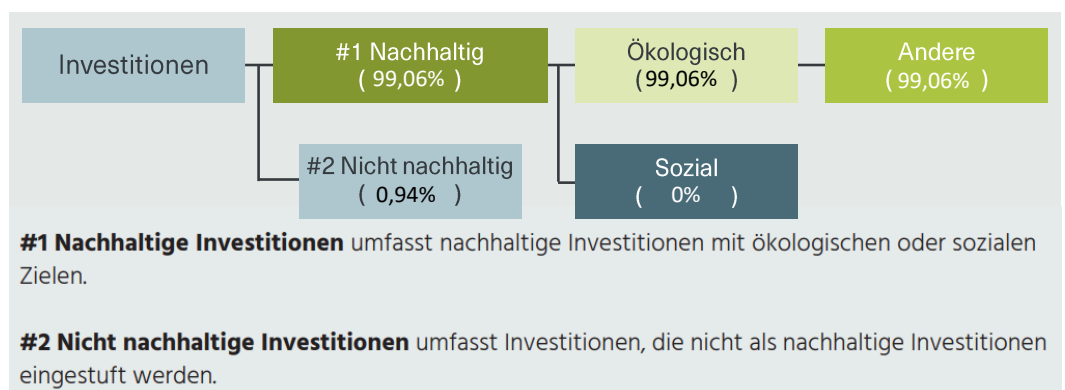 Investitionen
#1 Nachhaltig
( 99,06% )
Ökologisch
(99,06% )
Andere
( 99,06% )
#2 Nicht nachhaltig
( 0,94% )
Sozial
( 0% )
#1 Nachhaltige Investitionen umfasst nachhaltige Investitionen mit ökologischen oder sozialen
Zielen.
#2 Nicht nachhaltige Investitionen umfasst Investitionen, die nicht als nachhaltige Investitionen
eingestuft werden.